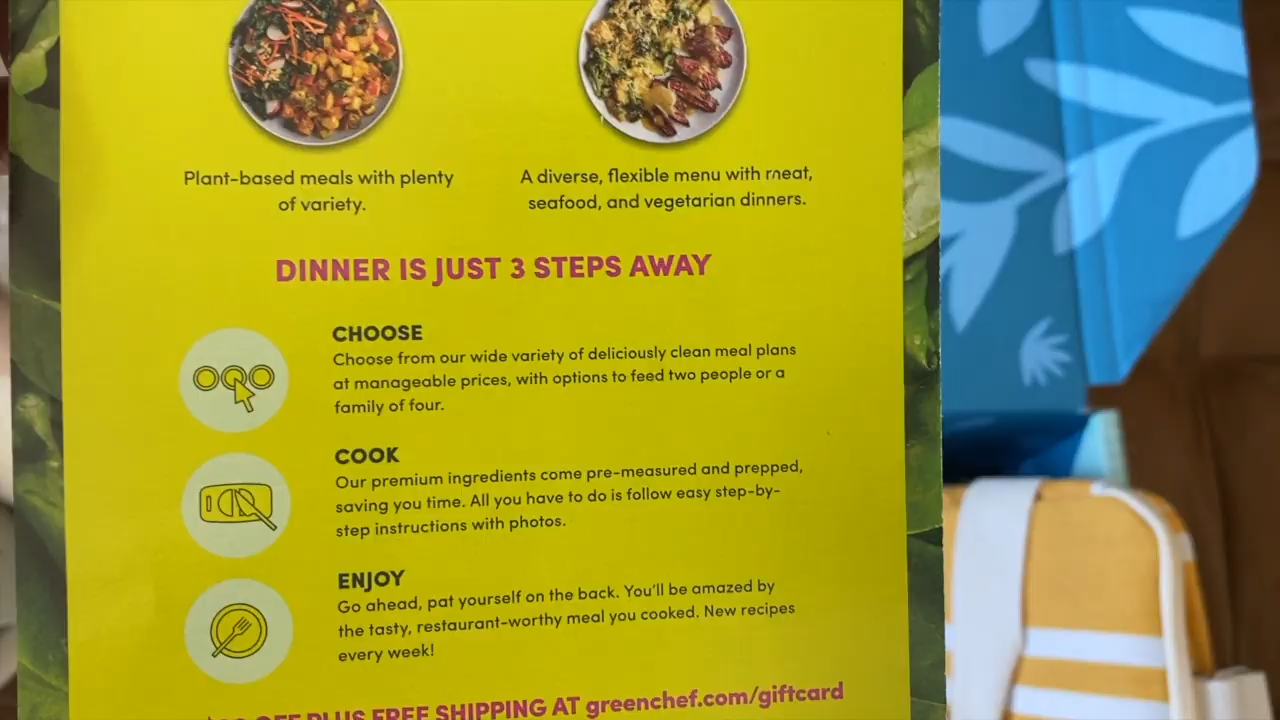 Plant-based meals with plenty
of variety.
A diverse, flexible menu with meat,
seafood, and vegetarian dinners.
DINNER IS JUST 3 STEPS AWAY
CHOOSE
Choose from our wide variety of deliciously clean meal plans
at manageable prices, with options to feed two people or a
family of four.
COOK
Our premium ingredients come pre-measured and prepped,
saving you time. All you have to do is follow easy step-by-
step instructions with photos.
ENJOY
Go ahead, pat yourself on the back. You'll be amazed by
the tasty, restaurant-worthy meal you cooked. New recipes
every week!
OFF PLUS FREE SHIPPING AT greenchef.com/giftcard